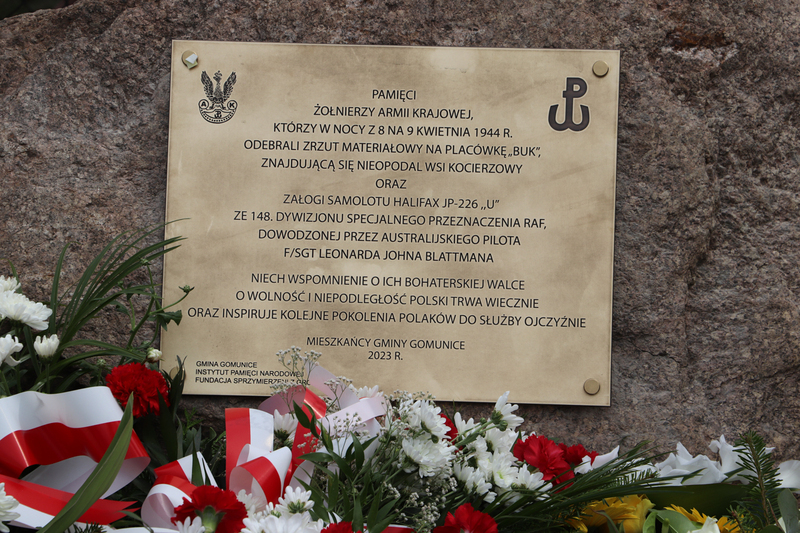 A K
PAMIĘCI
ŻOŁNIERZY ARMII KRAJOWEJ,
KTÓRZY W NOCY Z 8 NA 9 KWIETNIA 1944 R.
ODEBRALI ZRZUT MATERIAŁOWY NA PLACÓWKĘ „BUK”,
ZNAJDUJĄCĄ SIĘ NIEOPODAL WSI KOCIERZOWY
ORAZ
ZAŁOGI SAMOLOTU HALIFAX JP-226 ,,U”
ZE 148. DYWIZJONU SPECJALNEGO PRZEZNACZENIA RAF,
DOWODZONEJ PRZEZ AUSTRALIJSKIEGO PILOTA
F/SGT LEONARDA JOHNA BLATTMANA
NIECH WSPOMNIENIE O ICH BOHATERSKIEJ WALCE
O WOLNOŚĆ I NIEPODLEGŁOŚĆ POLSKI TRWA WIECZNIE
ORAZ INSPIRUJE KOLEJNE POKOLENIA POLAKÓW DO SŁUŻBY OJCZYŹNIE
MIESZKAŃCY GMINY GOMUNICE
2023 R.
GMINA GOMUNICE
INSTYTUT PAMIĘCI NARODOWEJ
FUNDACJA SPRZYMIERZENI Z